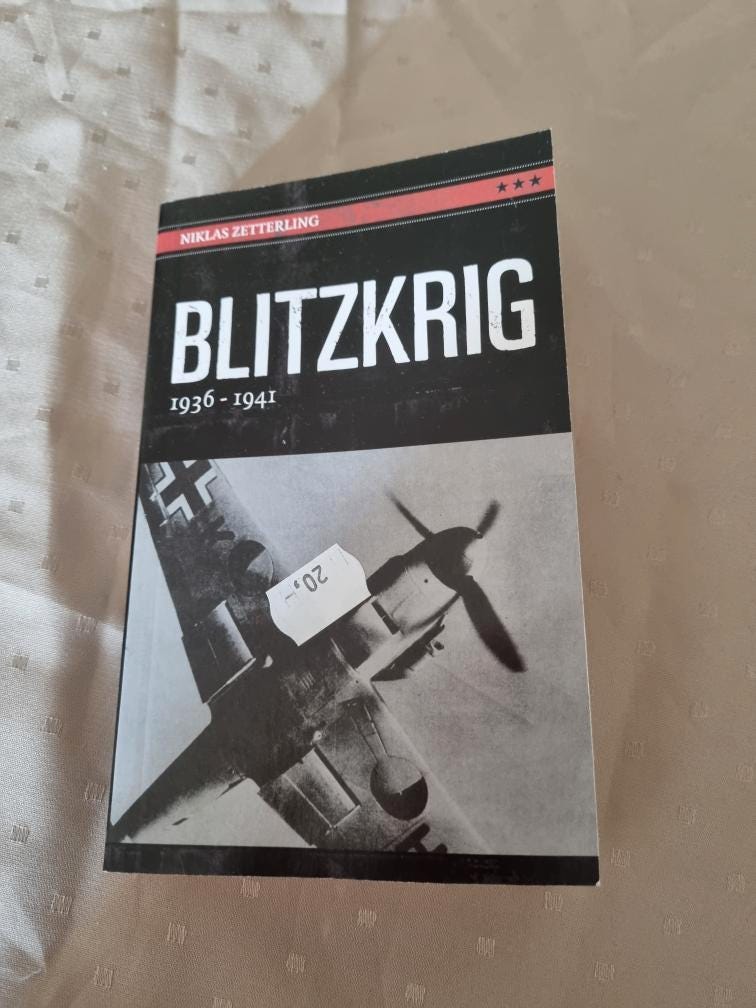 NIKLAS ZETTERLING
BLITZKRIG
1936 - 1941
20,-